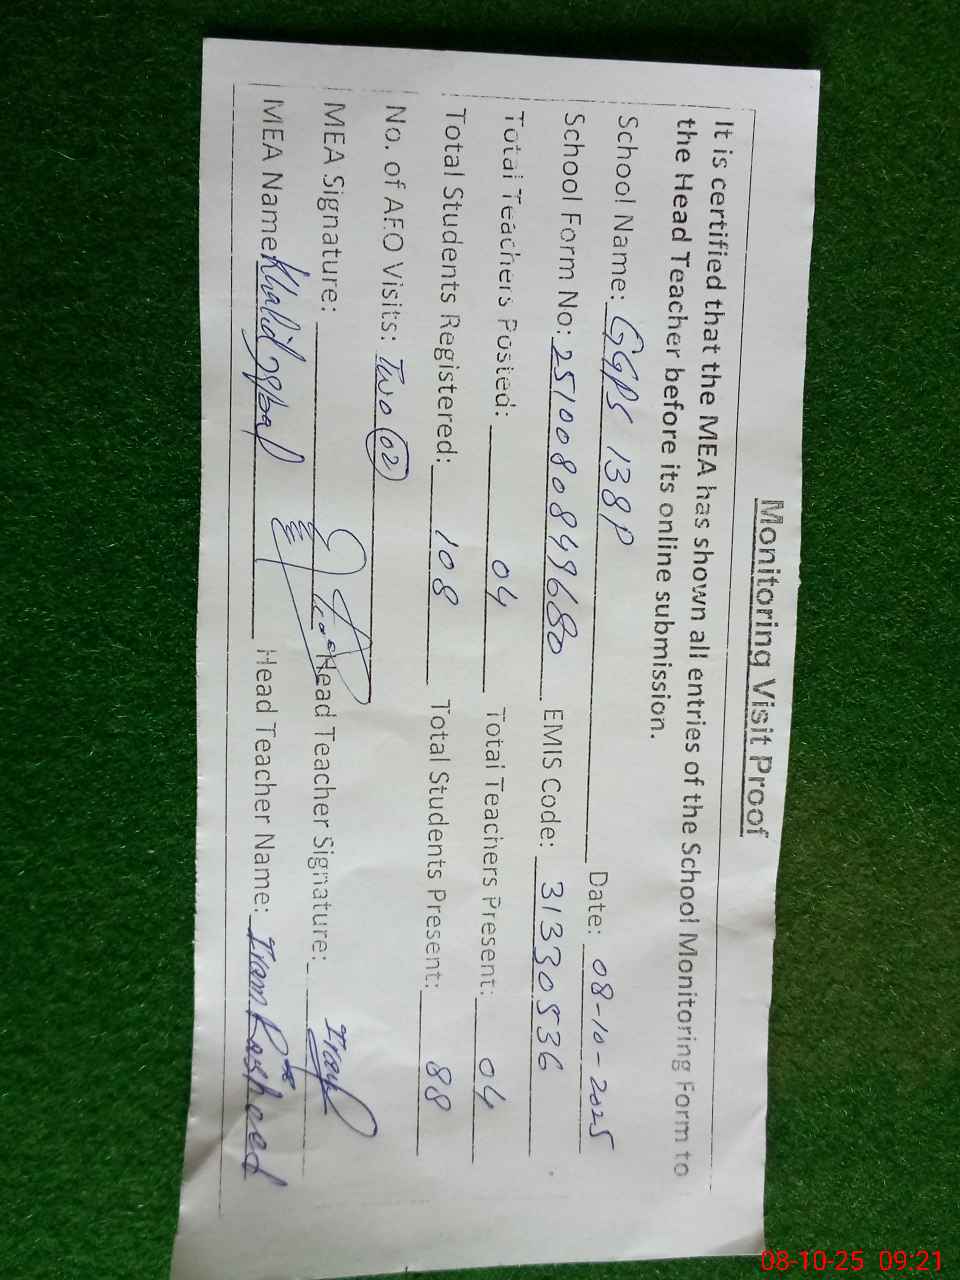 Monitoring Visit Proof
It is certified that the MEA has shown all entries of the School Monitoring Form to
the Head Teacher before its online submission.
School Name: GGPS 138P Date: 08-10-2025
School Form No: 2510080849680 EMIS Code: 31330536
Total Teachers Posted: 04 Total Teachers Present: 04
Total Students Registered: 108 Total Students Present: 88
No. of AEO Visits: Two 02
MEA Signature: Head Teacher Signature: Iram
MEA Name: Khalid Iqbal Head Teacher Name: Iram Rasheed
08-10-25 09:21